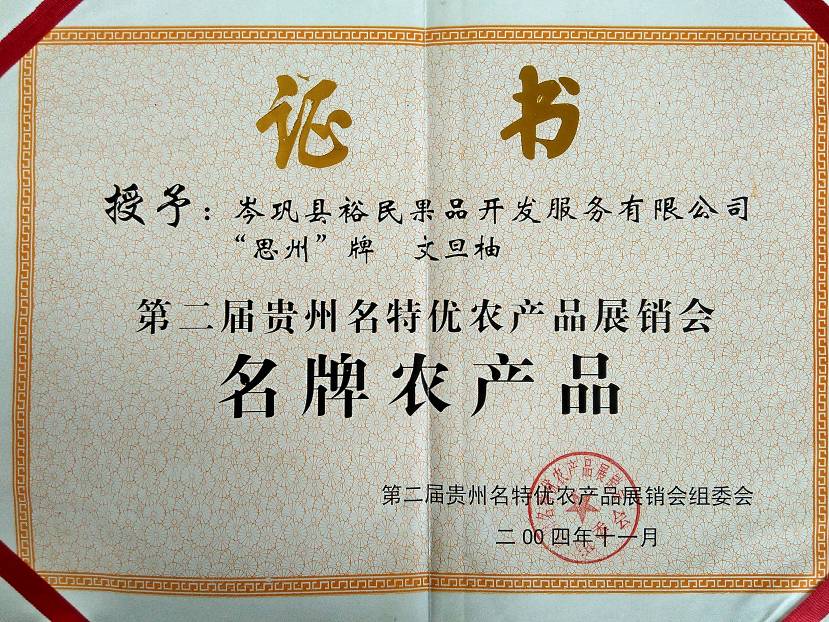 证 书
授予：岑巩县裕民果品开发服务有限公司
“思州”牌 文旦柚
第二届贵州名特优农产品展销会
名牌农产品
第二届贵州名特优农产品展销会组委会
二00四年十一月